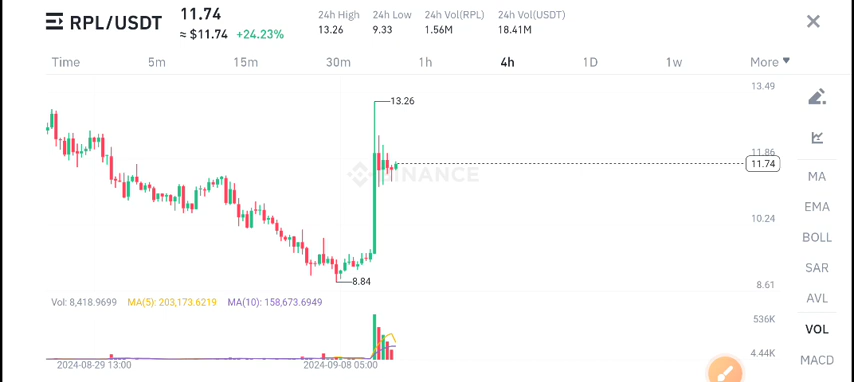 RPL/USDT
11.74
≈ $11.74 +24.23%
24h High 24h Low 24h Vol(RPL) 24h Vol(USDT)
13.26 9.33 1.56M 18.41M
Time 5m 15m 30m 1h 4h 1D 1w More
13.49
13.26
11.86
11.74
BINANCE
10.24
8.84
8.61
Vol: 8,418.9699 MA(5): 203,173.6219 MA(10): 158,673.6949
536K
4.44K
2024-08-29 13:00 2024-09-08 05:00
MA
EMA
BOLL
SAR
AVL
VOL
MACD